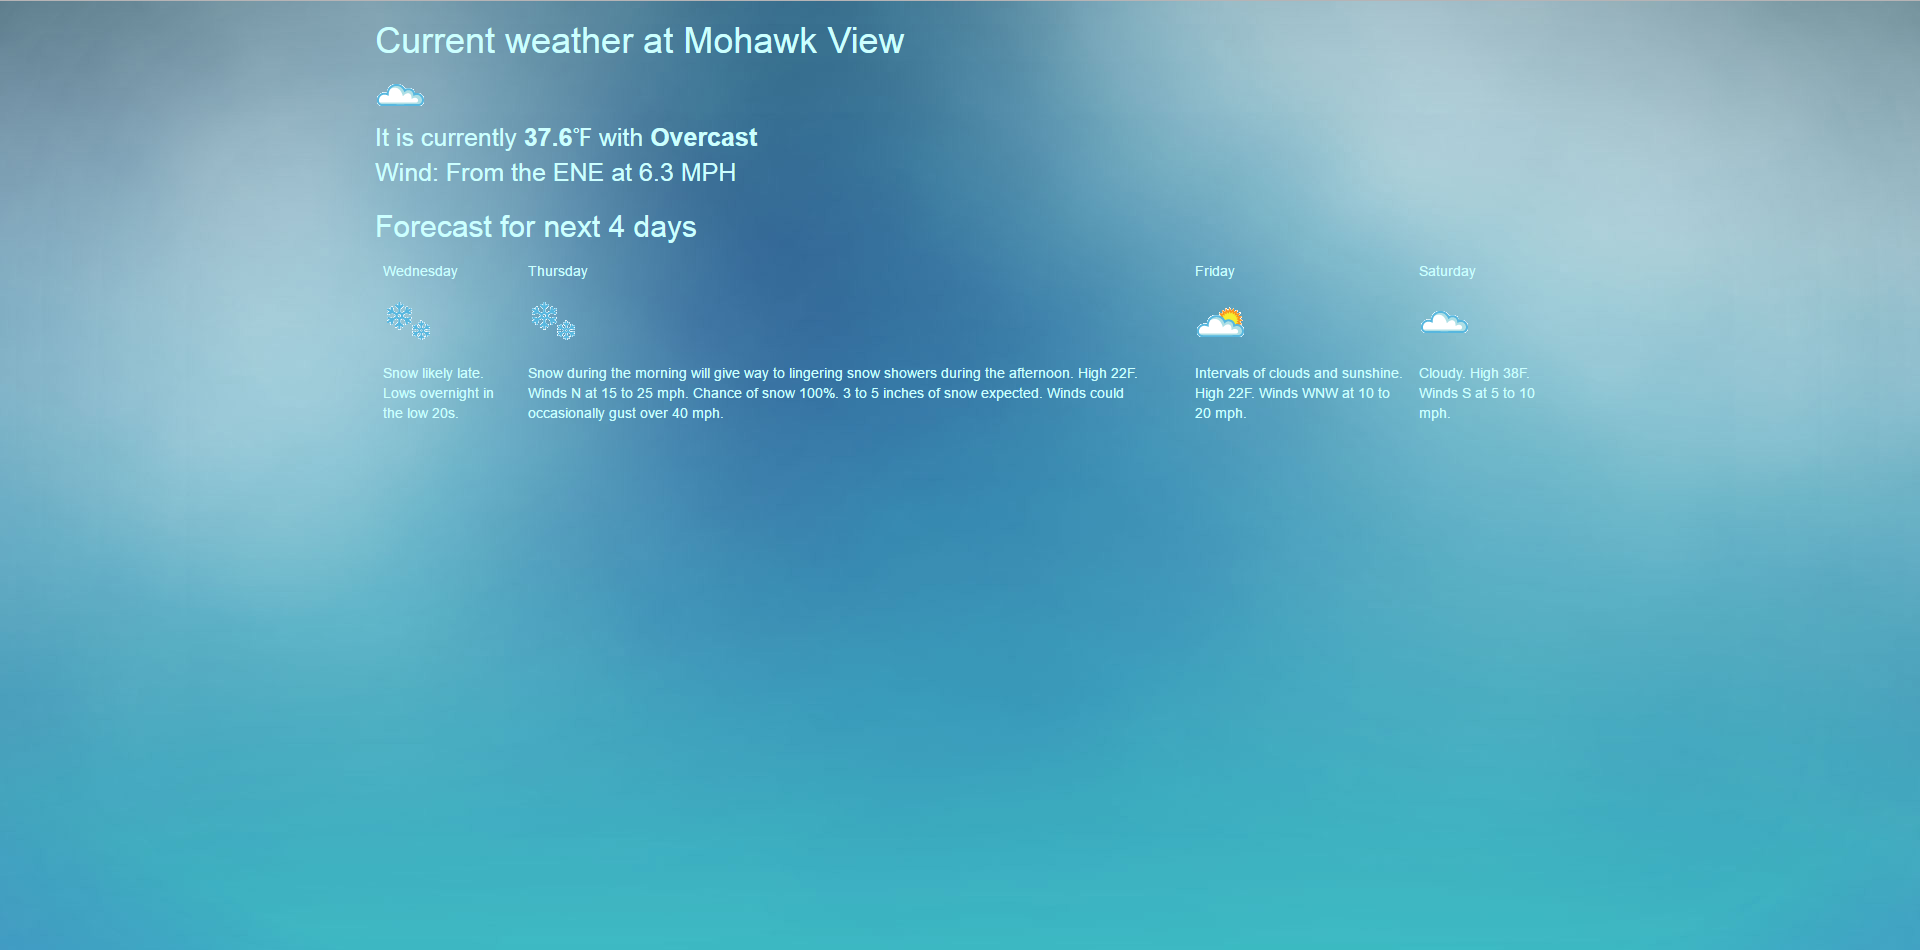 Current weather at Mohawk View
It is currently 37.6°F with Overcast
Wind: From the ENE at 6.3 MPH
Forecast for next 4 days
Wednesday
Snow likely late.
Lows overnight in
the low 20s.
Thursday
Snow during the morning will give way to lingering snow showers during the afternoon. High 22F.
Winds N at 15 to 25 mph. Chance of snow 100%. 3 to 5 inches of snow expected. Winds could
occasionally gust over 40 mph.
Friday
Intervals of clouds and sunshine.
High 22F. Winds WNW at 10 to
20 mph.
Saturday
Cloudy. High 38F.
Winds S at 5 to 10
mph.